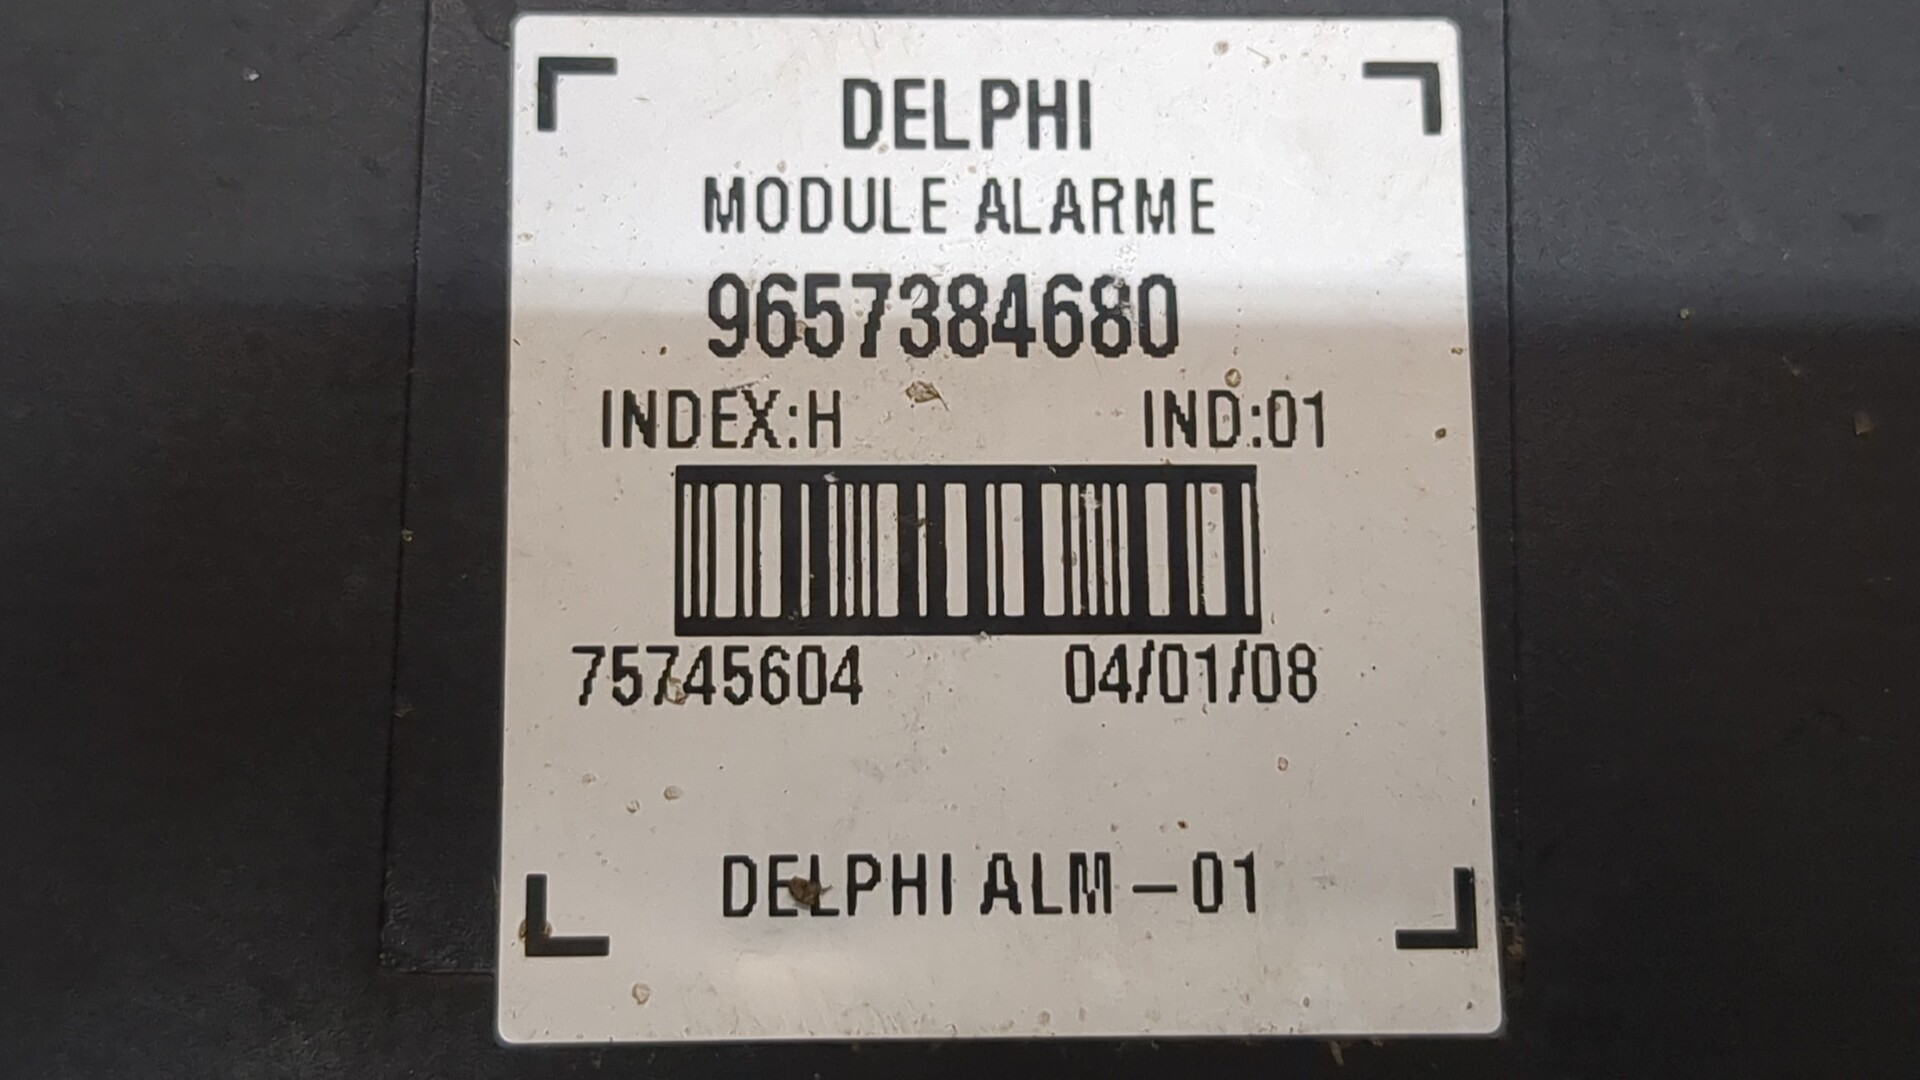 DELPHI
MODULE ALARME
9657384680
INDEX:H IND:01
75745604 04/01/08
DELPHI ALM-01